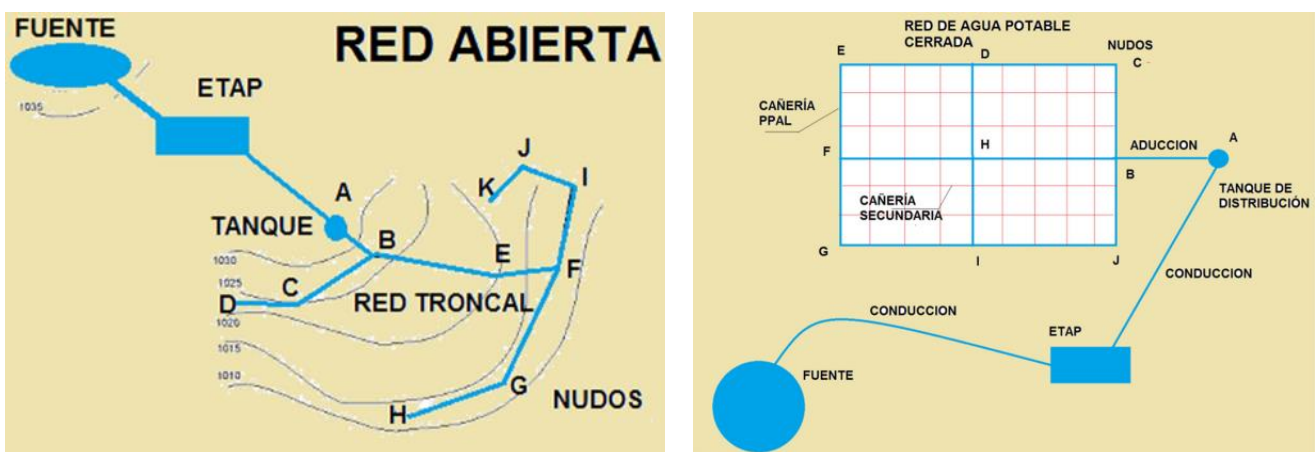 FUENTE
RED ABIERTA
ETAP
1035
J
I
K
A
TANQUE
B
1030
E
F
1025
C
D
RED TRONCAL
1020
1015
1010
G
NUDOS
H
RED DE AGUA POTABLE
CERRADA
E
D
NUDOS
C
CAÑERÍA
PPAL
A
H
ADUCCION
F
B
CAÑERÍA
SECUNDARIA
TANQUE DE
DISTRIBUCIÓN
G
I
J
CONDUCCION
CONDUCCION
ETAP
FUENTE